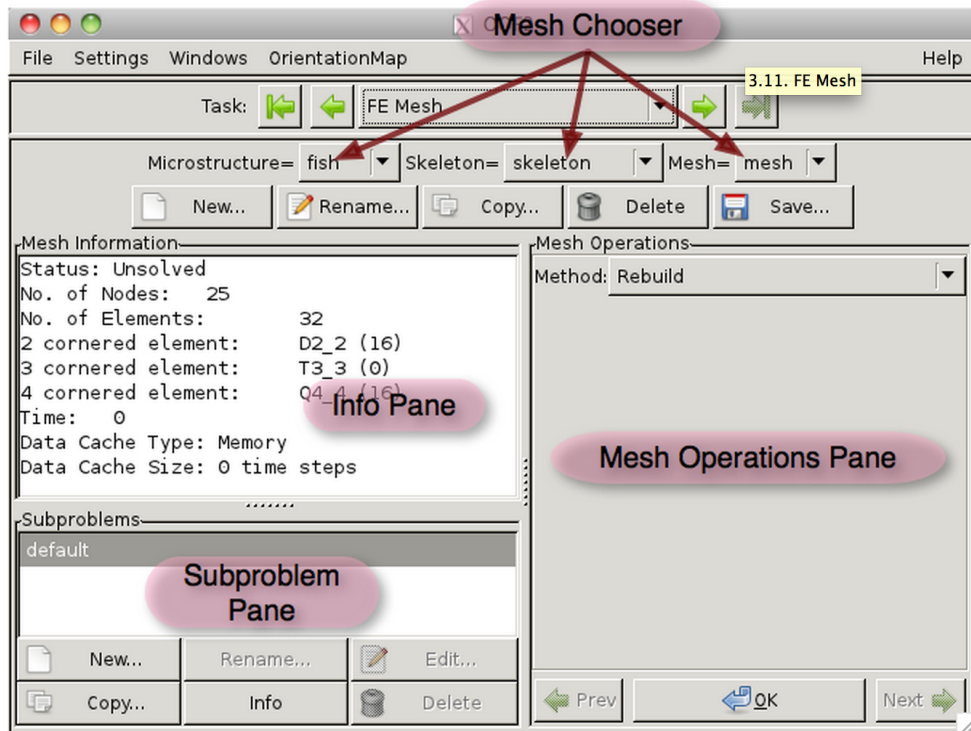 Mesh Chooser
File Settings Windows OrientationMap Help
3.11. FE Mesh
Task: FE Mesh
Microstructure= fish Skeleton= skeleton Mesh= mesh
New... Rename... Copy... Delete Save...
Mesh Information
Status: Unsolved
No. of Nodes: 25
No. of Elements: 32
2 cornered element: D2_2 (16)
3 cornered element: T3_3 (0)
4 cornered element: Q4_4 (16)
Time: 0
Data Cache Type: Memory
Data Cache Size: 0 time steps
Info Pane
Subproblems
default
Subproblem
Pane
New... Rename... Edit...
Copy... Info Delete
Mesh Operations
Method: Rebuild
Mesh Operations Pane
Prev OK Next